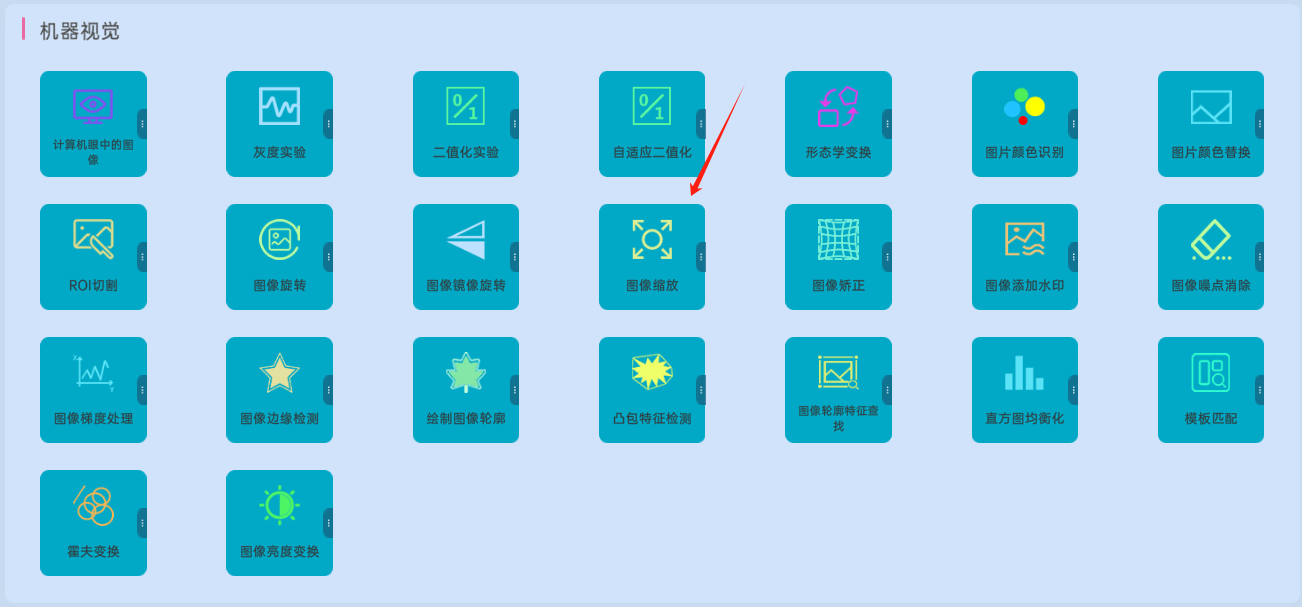 机器视觉
计算机眼中的图
像
灰度实验
二值化实验
自适应二值化
形态学变换
图片颜色识别
图片颜色替换
ROI切割
图像旋转
图像镜像旋转
图像缩放
图像矫正
图像添加水印
图像噪点消除
图像梯度处理
图像边缘检测
绘制图像轮廓
凸包特征检测
图像轮廓特征查
找
直方图均衡化
模板匹配
霍夫变换
图像亮度变换